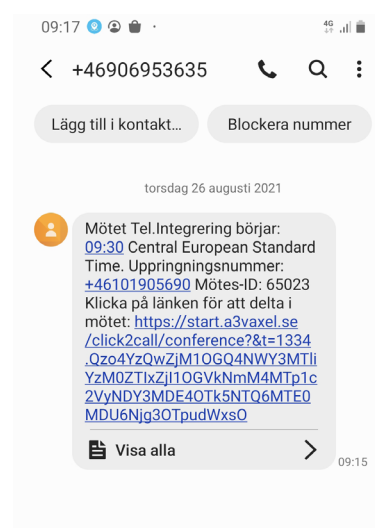 09:17
4G
+46906953635
Lägg till i kontakt...
Blockera nummer
torsdag 26 augusti 2021
Mötet Tel.Integrering börjar:
09:30 Central European Standard
Time. Uppringningsnummer:
+46101905690 Mötes-ID: 65023
Klicka på länken för att delta i
mötet: https://start.a3vaxel.se
/click2call/conference?&t=1334
.Qzo4YzQwZjM1OGQ4NWY3MTli
YzM0ZTIxZjI1OGVkNmM4MTp1c
2VyNDY3MDE4OTk5NTQ6MTE0
MDU6Njg3OTpudWxsO
Visa alla
09:15